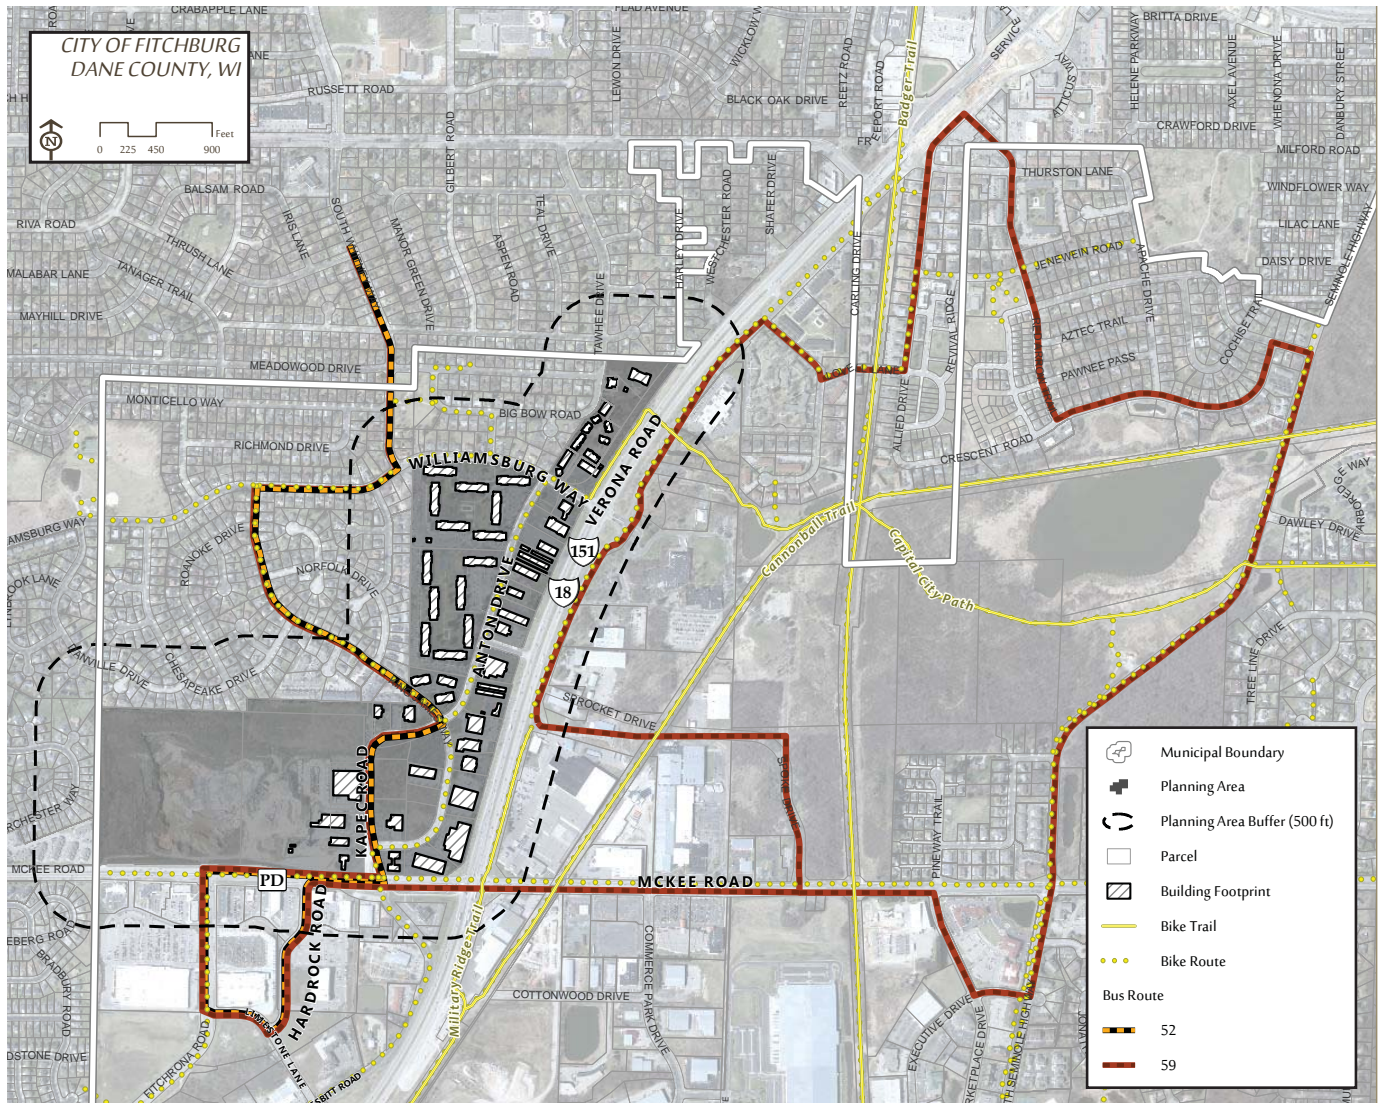 CITY OF FITCHBURG
DANE COUNTY, WI
N
Feet
0 225 450 900
CRABAPPLE LANE
RUSSETT ROAD
GILBERT ROAD
BALSAM ROAD
RIVA ROAD
THRUSH LANE
IRIS LANE
MANOR GREEN DRIVE
ASPEN ROAD
TEAL DRIVE
MALABAR LANE
TANAGER TRAIL
MAYHILL DRIVE
MEADOWOOD DRIVE
LEWON DRIVE
BLACK OAK DRIVE
REETZ ROAD
Badger Trail
ATTICUS WAY
HELENE PARKWAY
BRITTA DRIVE
AXEL AVENUE
WHENONA DRIVE
DANBURY STREET
CRAWFORD DRIVE
MILFORD ROAD
THURSTON LANE
WINDFLOWER WAY
LILAC LANE
DAISY DRIVE
SEMINOLE HIGHWAY
HARLEY DRIVE
WESTCHESTER ROAD
SHAFER DRIVE
CARLING DRIVE
JENEWEIN ROAD
APACHE DRIVE
AZTEC TRAIL
PAWNEE PASS
COCHISE TRAIL
REVIVAL RIDGE
ALLIED DRIVE
CRESCENT ROAD
MONTICELLO WAY
RICHMOND DRIVE
BIG BOW ROAD
WILLIAMSBURG WAY
VERONA ROAD
151
18
ANTON DRIVE
ROANOKE DRIVE
NORFOLK DRIVE
CHESAPEAKE DRIVE
Cannonball Trail
Capital City Path
DAWLEY DRIVE
TREE LINE DRIVE
SPROCKET DRIVE
PINEWAY TRAIL
KAPEC ROAD
MCKEE ROAD
PD
MCKEE ROAD
HARDROCK ROAD
BRADBURY ROAD
Military Ridge Trail
COTTONWOOD DRIVE
COMMERCE PARK DRIVE
FITCHRONA ROAD
EXECUTIVE DRIVE
Municipal Boundary
Planning Area
Planning Area Buffer (500 ft)
Parcel
Building Footprint
Bike Trail
Bike Route
Bus Route
52
59